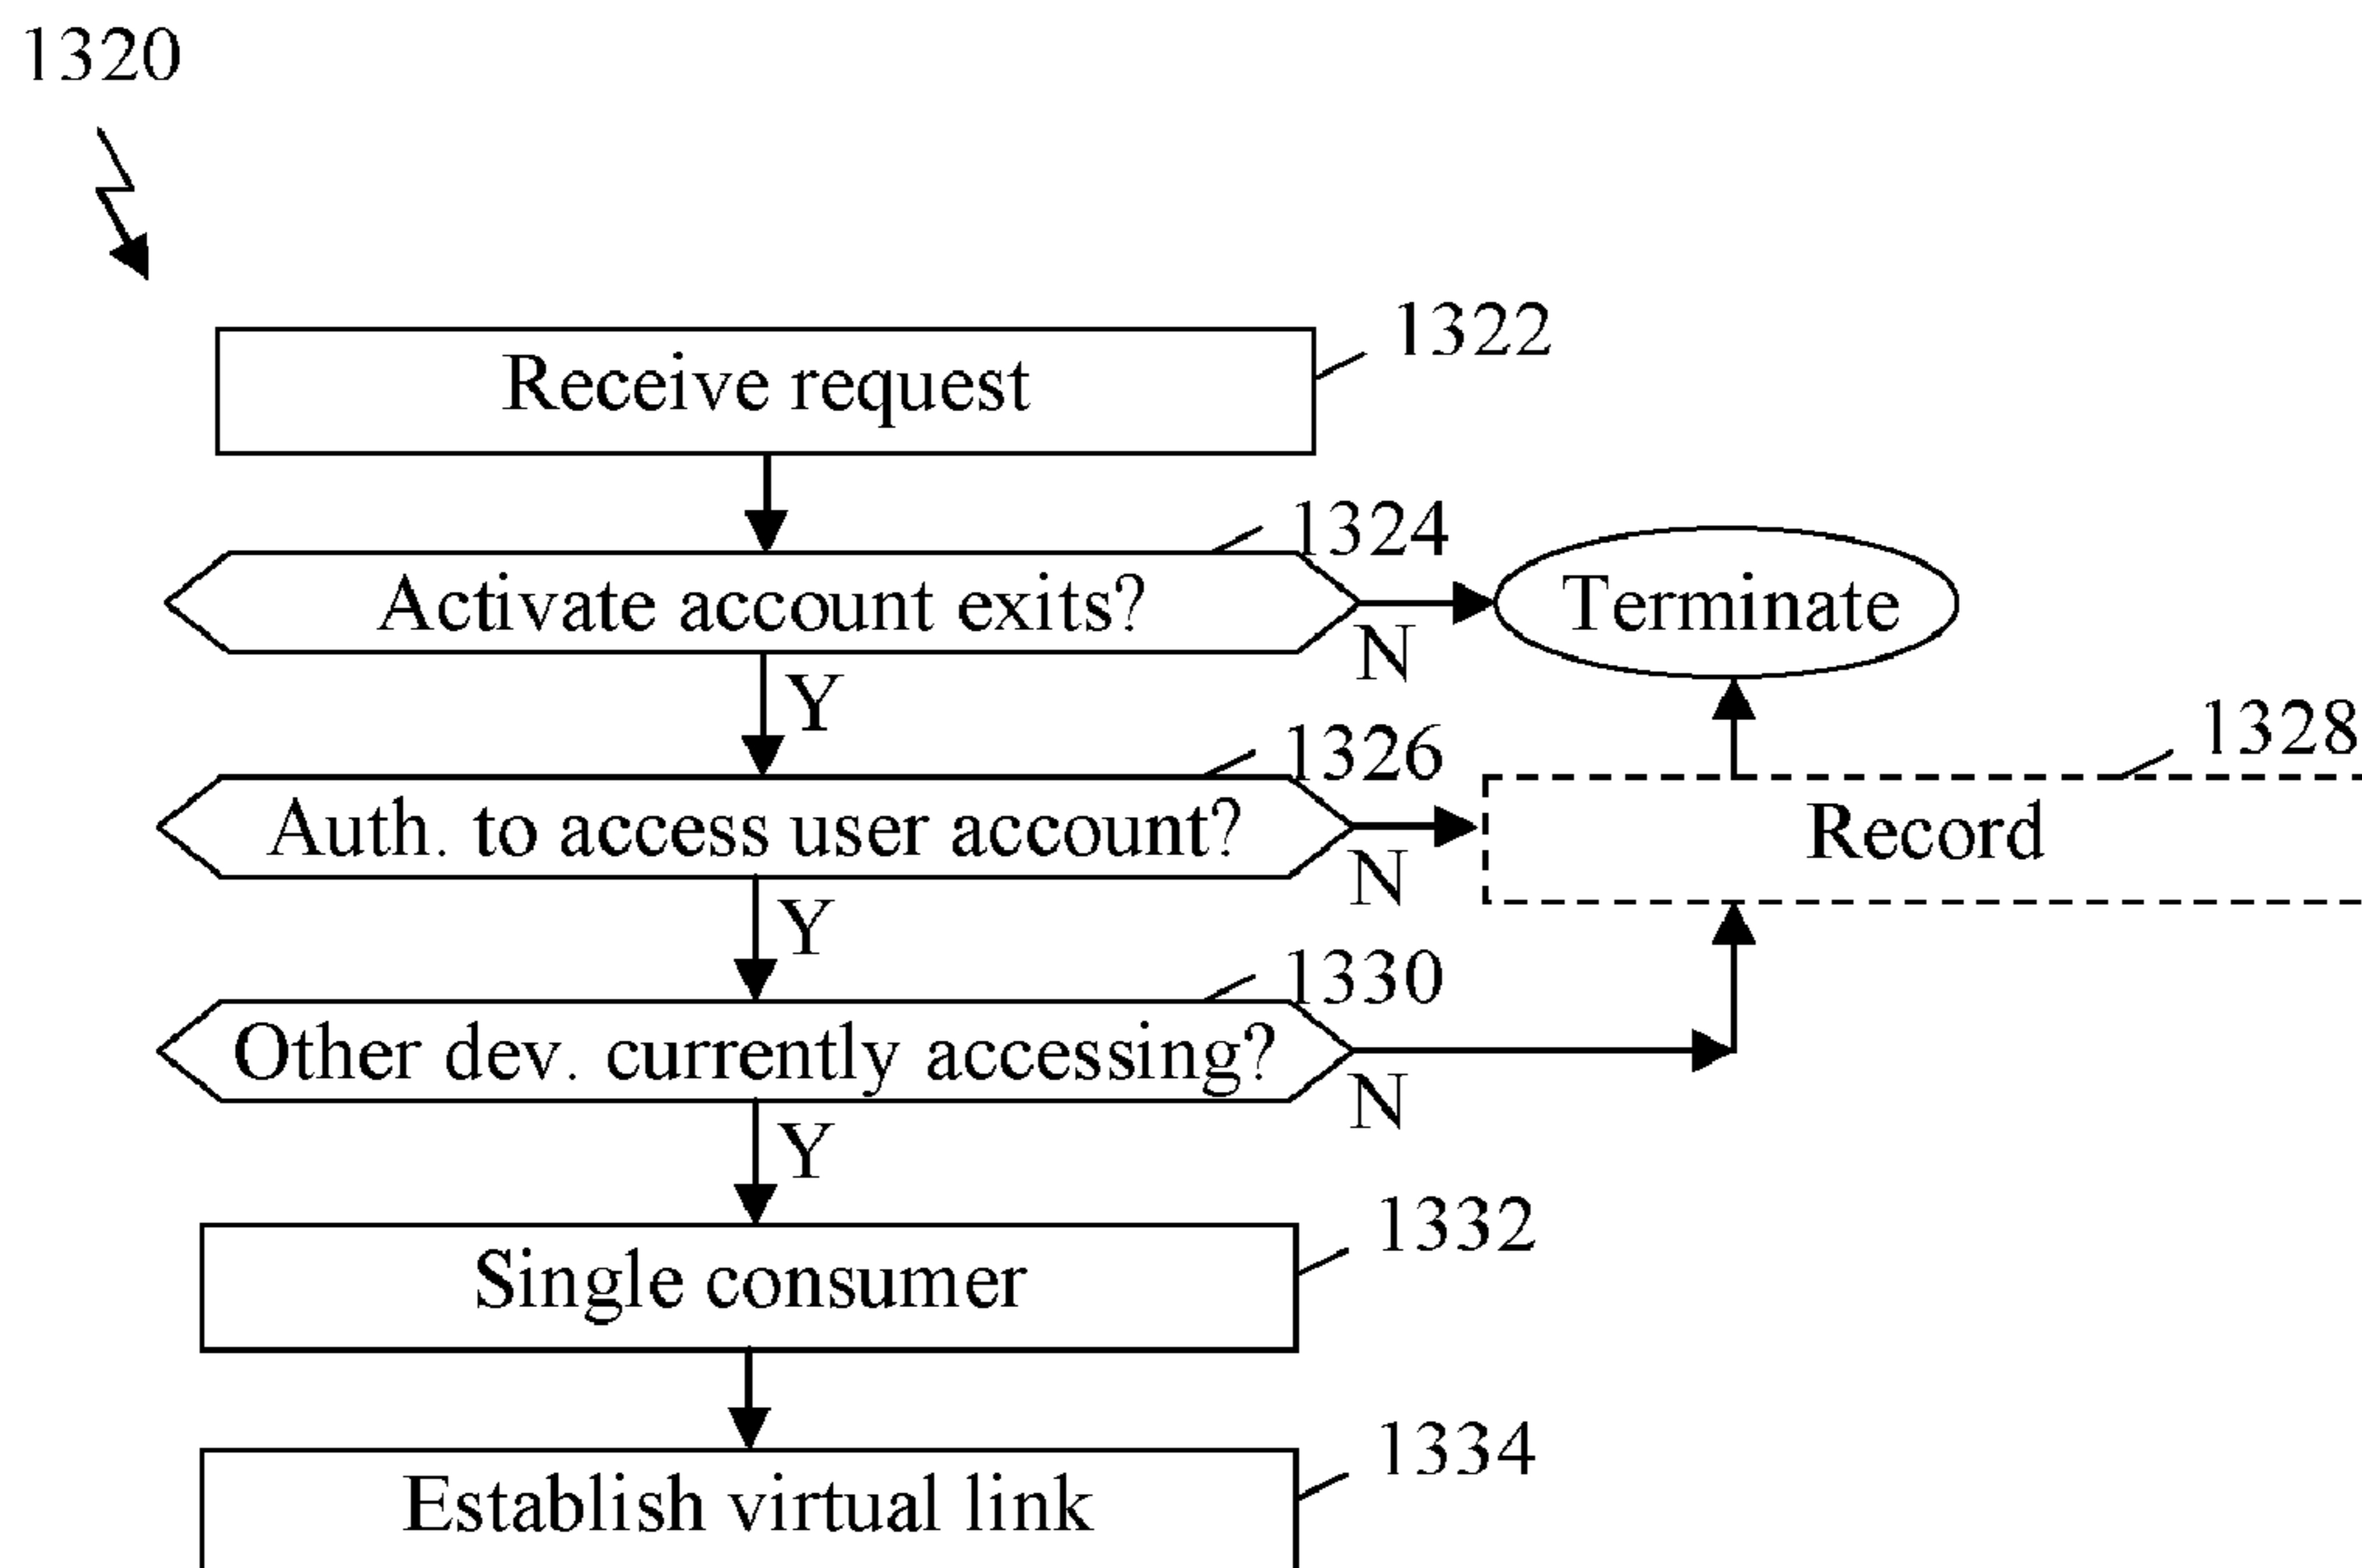 1320
1322
Receive request
1324
Activate account exits?
Terminate
N
Y
1326
1328
Auth. to access user account?
Record
N
Y
1330
Other dev. currently accessing?
N
Y
1332
Single consumer
1334
Establish virtual link